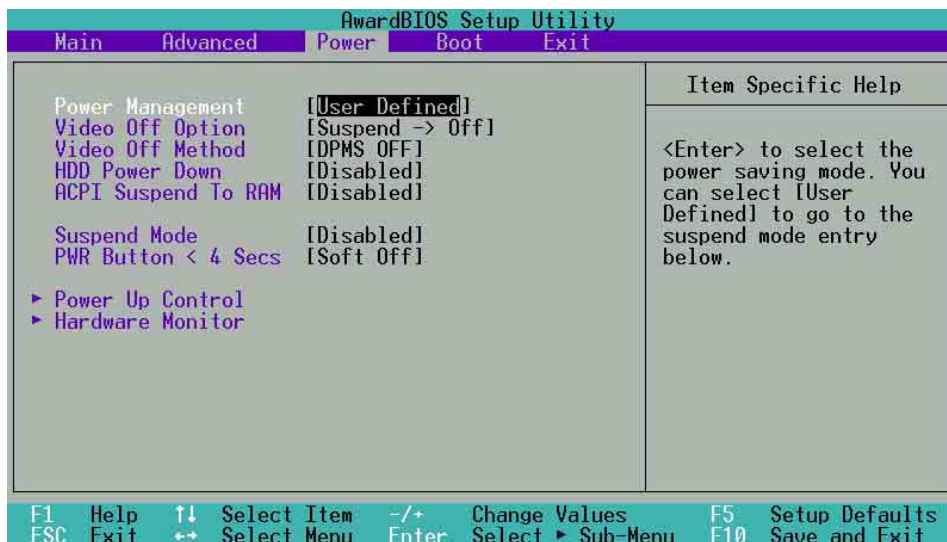 AwardBIOS Setup Utility
Main Advanced Power Boot Exit
Power Management [User Defined]
Video Off Option [Suspend -> Off]
Video Off Method [DPMS OFF]
HDD Power Down [Disabled]
ACPI Suspend To RAM [Disabled]
Suspend Mode [Disabled]
PWR Button < 4 Secs [Soft Off]
► Power Up Control
► Hardware Monitor
Item Specific Help
<Enter> to select the
power saving mode. You
can select [User
Defined] to go to the
suspend mode entry
below.
F1 Help ↑↓ Select Item -/+ Change Values F5 Setup Defaults
ESC Exit ←→ Select Menu Enter Select ► Sub-Menu F10 Save and Exit